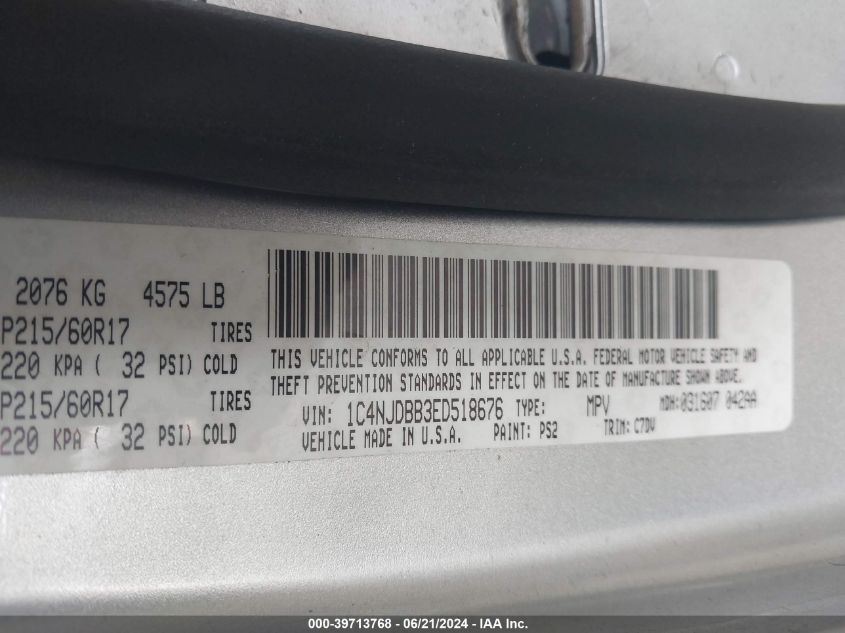 2076 KG 4575 LB
P215/60R17 TIRES
220 KPA ( 32 PSI) COLD
P215/60R17 TIRES
220 KPA ( 32 PSI) COLD
THIS VEHICLE CONFORMS TO ALL APPLICABLE U.S.A. FEDERAL MOTOR VEHICLE SAFETY AND
THEFT PREVENTION STANDARDS IN EFFECT ON THE DATE OF MANUFACTURE SHOWN ABOVE.
VIN: 1C4NJDBB3ED518676 TYPE: MPV MDH:031607 042AA
VEHICLE MADE IN U.S.A. PAINT: PS2 TRIM: C7DV
000-39713768 - 06/21/2024 - IAA Inc.